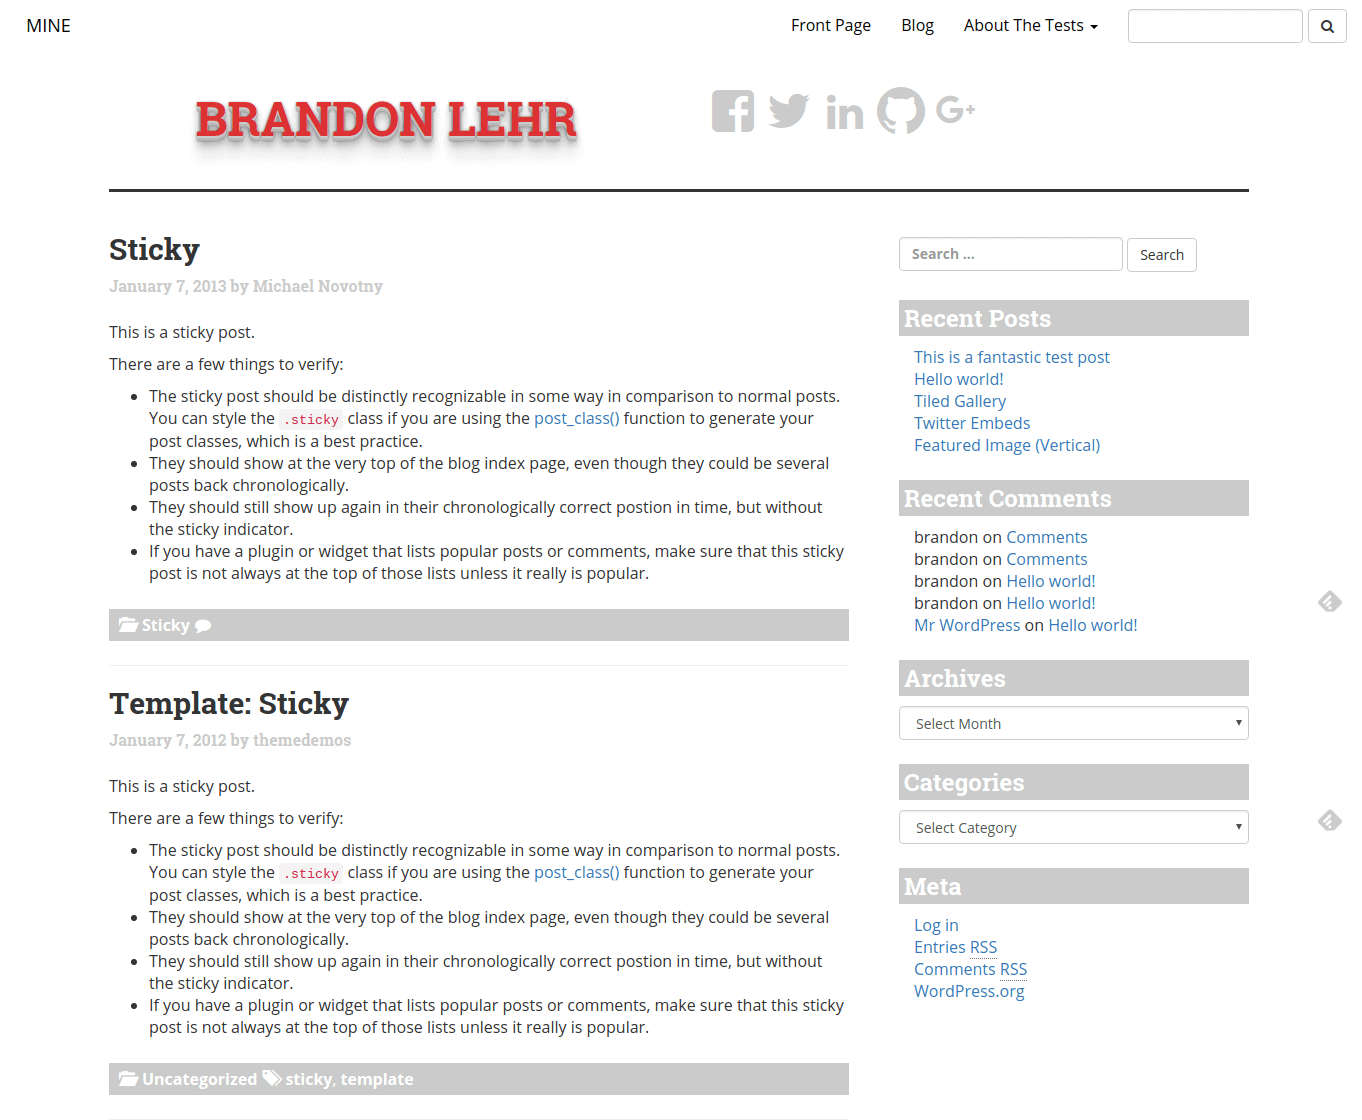 MINE
Front Page Blog About The Tests
BRANDON LEHR
Sticky
January 7, 2013 by Michael Novotny
This is a sticky post.
There are a few things to verify:
The sticky post should be distinctly recognizable in some way in comparison to normal posts.
You can style the .sticky class if you are using the post_class() function to generate your
post classes, which is a best practice.
They should show at the very top of the blog index page, even though they could be several
posts back chronologically.
They should still show up again in their chronologically correct postion in time, but without
the sticky indicator.
If you have a plugin or widget that lists popular posts or comments, make sure that this sticky
post is not always at the top of those lists unless it really is popular.
Sticky
Template: Sticky
January 7, 2012 by themedemos
This is a sticky post.
There are a few things to verify:
The sticky post should be distinctly recognizable in some way in comparison to normal posts.
You can style the .sticky class if you are using the post_class() function to generate your
post classes, which is a best practice.
They should show at the very top of the blog index page, even though they could be several
posts back chronologically.
They should still show up again in their chronologically correct postion in time, but without
the sticky indicator.
If you have a plugin or widget that lists popular posts or comments, make sure that this sticky
post is not always at the top of those lists unless it really is popular.
Uncategorized sticky, template
Search ... Search
Recent Posts
This is a fantastic test post
Hello world!
Tiled Gallery
Twitter Embeds
Featured Image (Vertical)
Recent Comments
brandon on Comments
brandon on Comments
brandon on Hello world!
brandon on Hello world!
Mr WordPress on Hello world!
Archives
Select Month
Categories
Select Category
Meta
Log in
Entries RSS
Comments RSS
WordPress.org